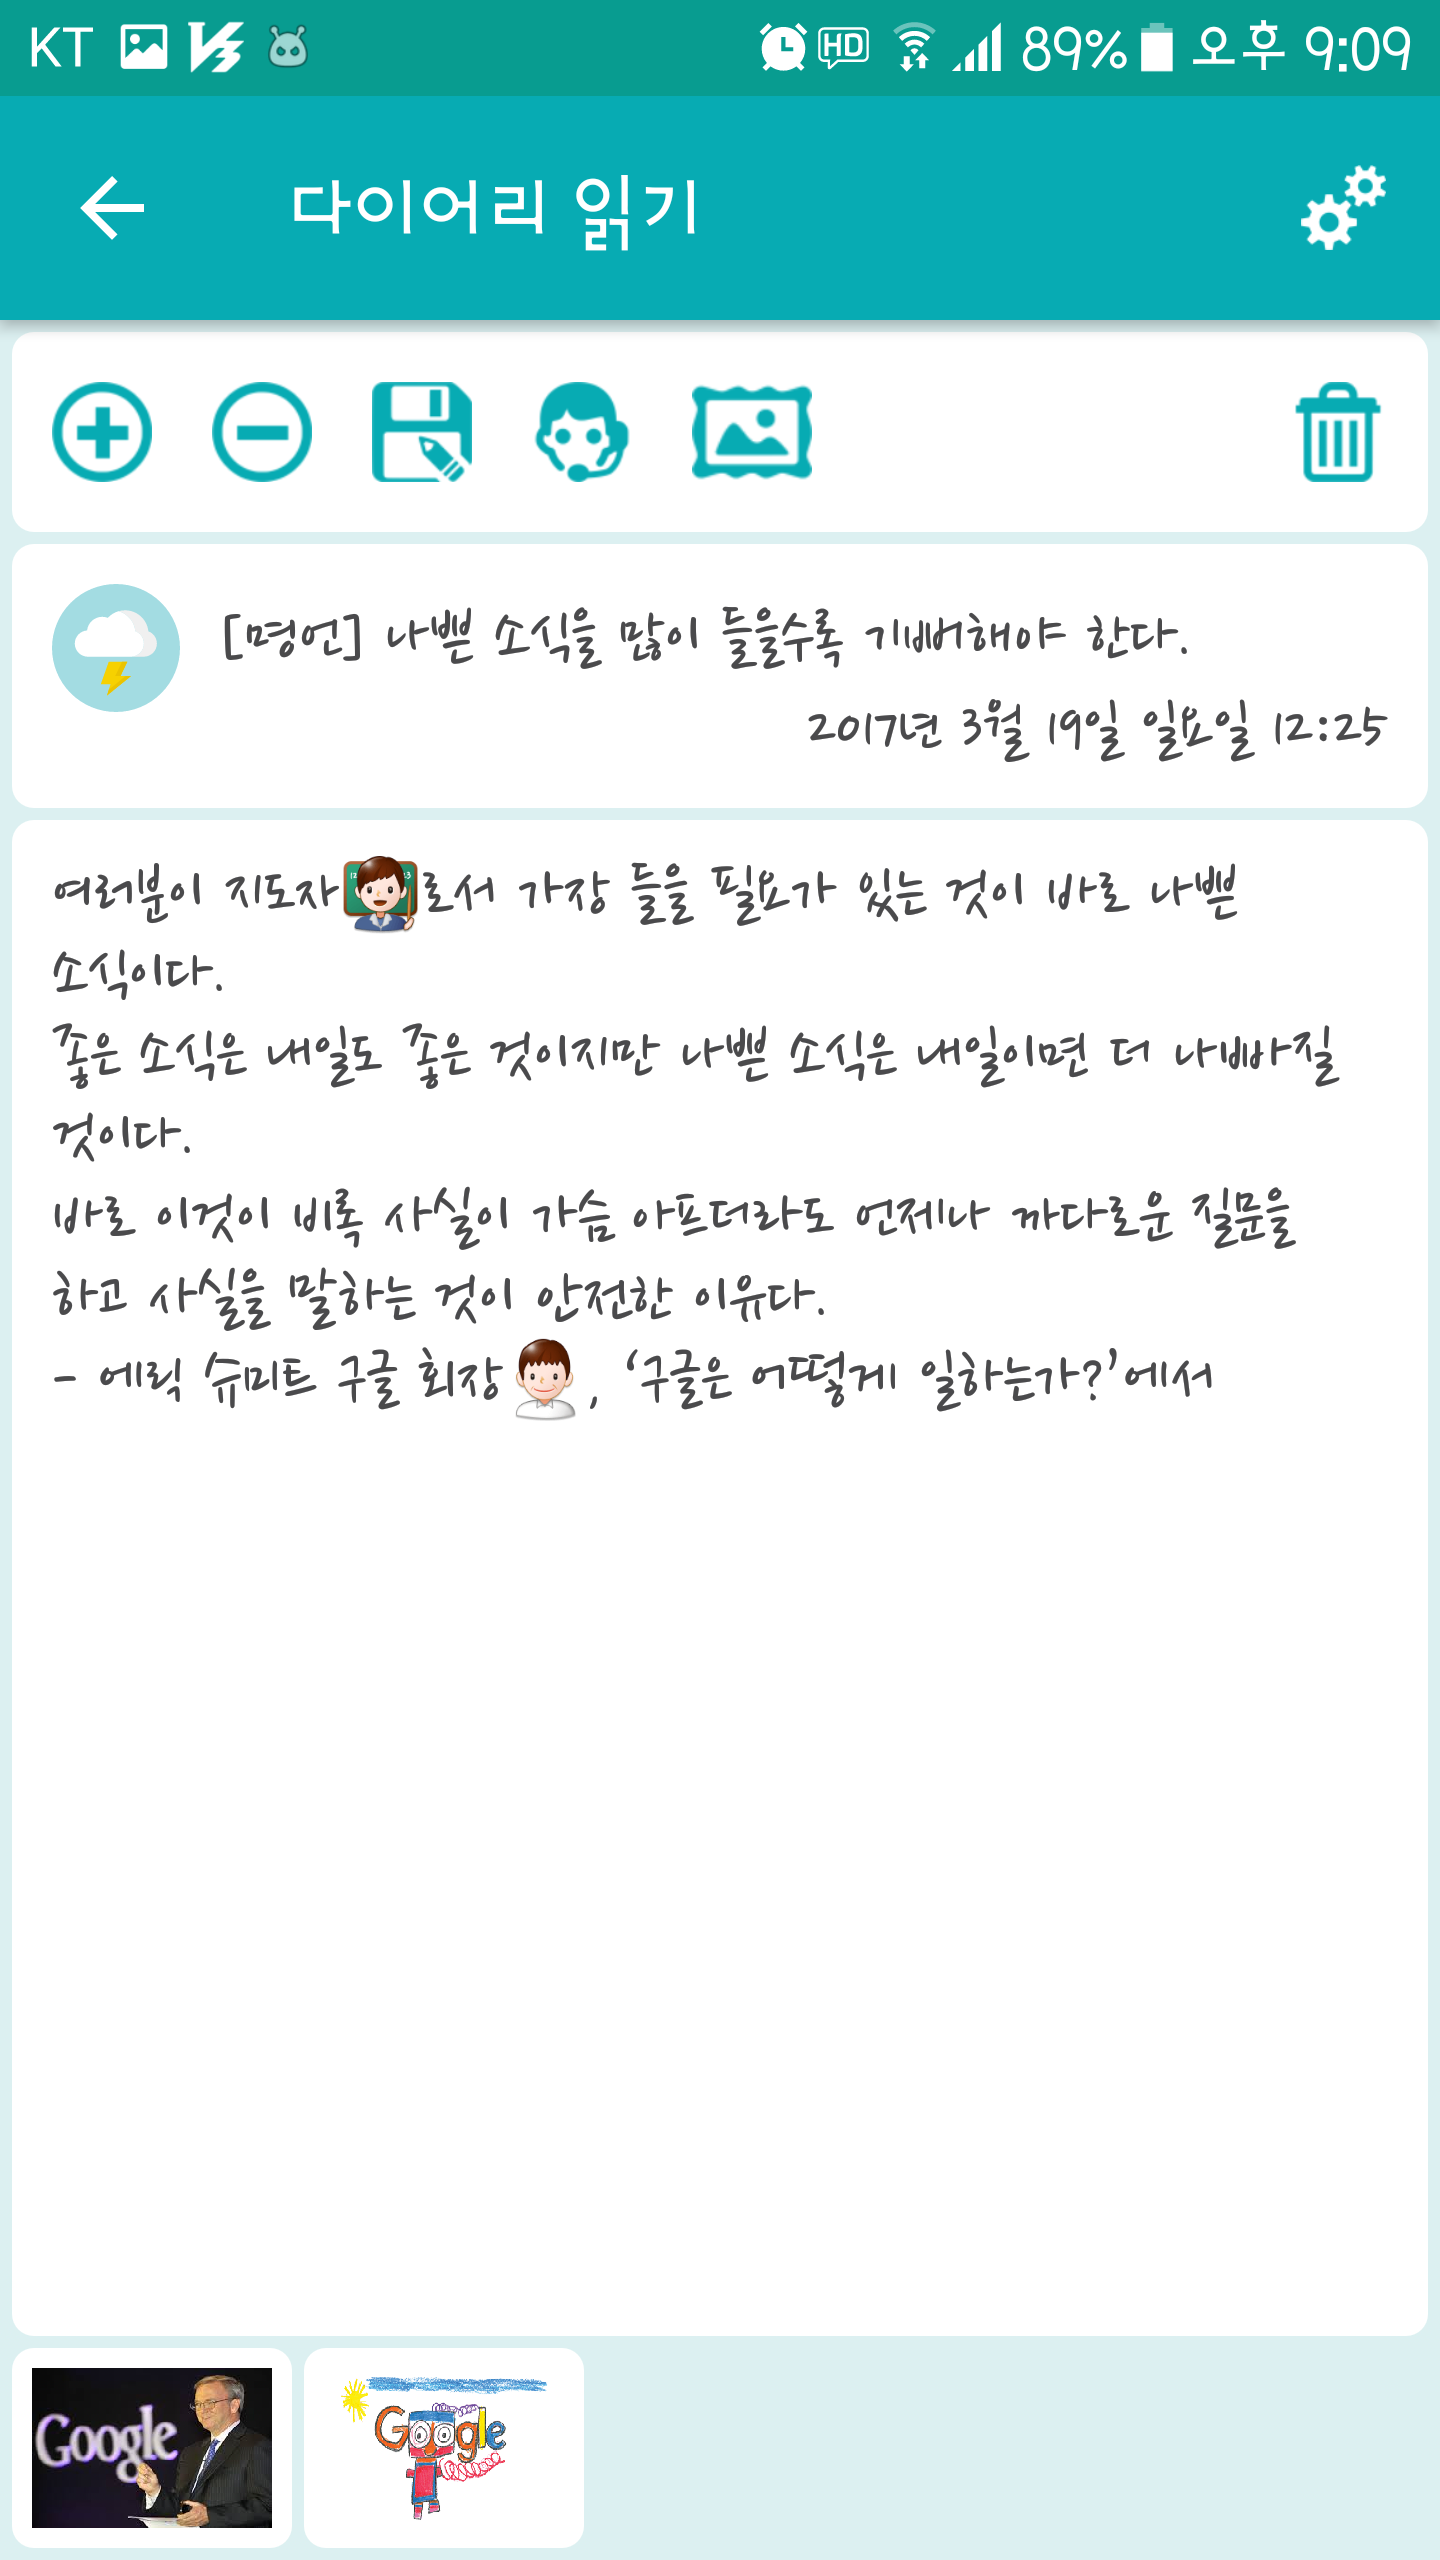 KT HD 89% 오후 9:09
다이어리 읽기
[명언] 나쁜 소식을 많이 들을수록 기뻐해야 한다.
2017년 3월 19일 일요일 12:25
여러분이 지도자로서 가장 들을 필요가 있는 것이 바로 나쁜
소식이다.
좋은 소식은 내일도 좋은 것이지만 나쁜 소식은 내일이면 더 나빠질
것이다.
바로 이것이 비록 사실이 가슴 아프더라도 언제나 까다로운 질문을
하고 사실을 말하는 것이 안전한 이유다.
- 에릭 슈미트 구글 회장, ‘구글은 어떻게 일하는가?’에서
Google
Google